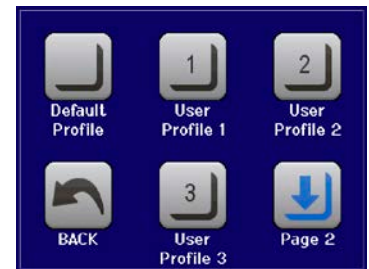 1
2
Default
Profile
User
Profile 1
User
Profile 2
3
BACK
User
Profile 3
Page 2